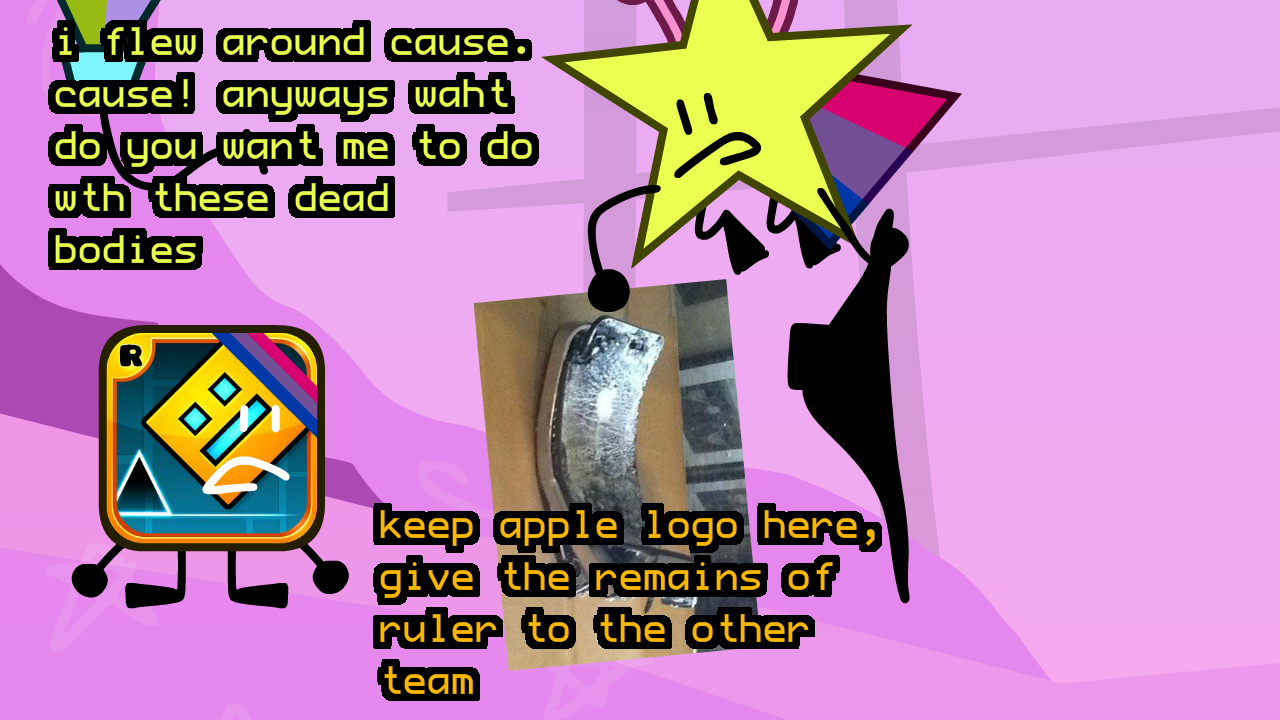 i flew around cause.
cause! anyways waht
do you want me to do
wth these dead
bodies
R
keep apple logo here,
give the remains of
ruler to the other
team